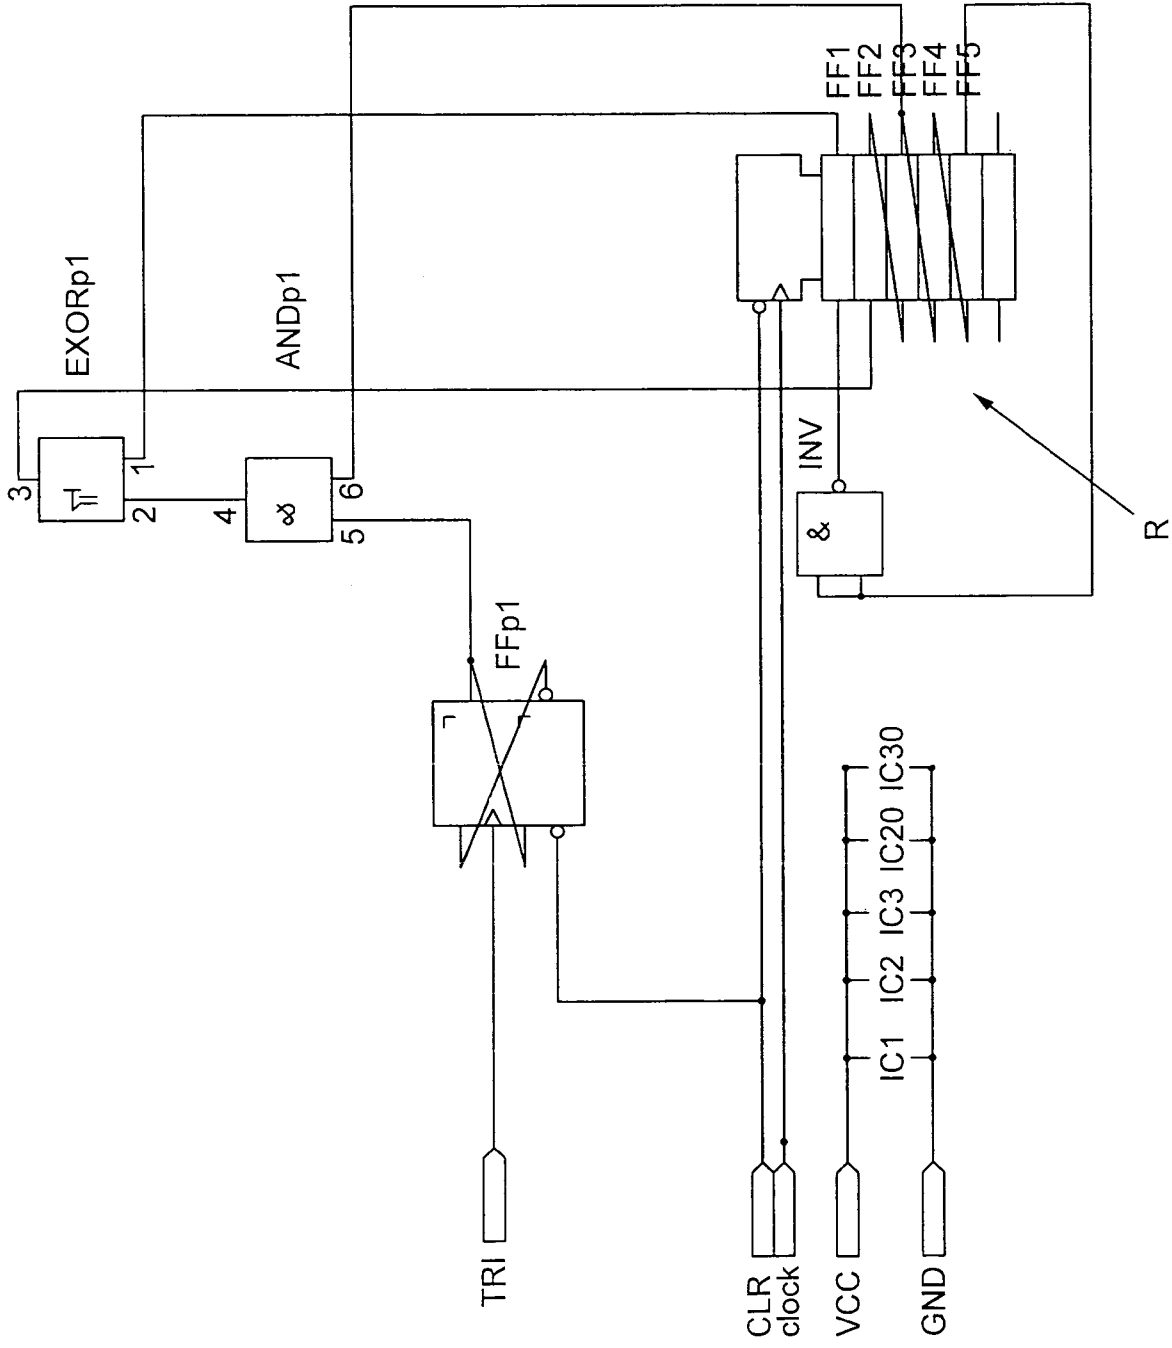 FF1
FF2
FF3
FF4
FF5
EXORp1
ANDp1
3
1
=1
2
4
&
6
5
INV
&
R
FFp1
TRI
CLR
clock
VCC
GND
IC1
IC2
IC3
IC20
IC30